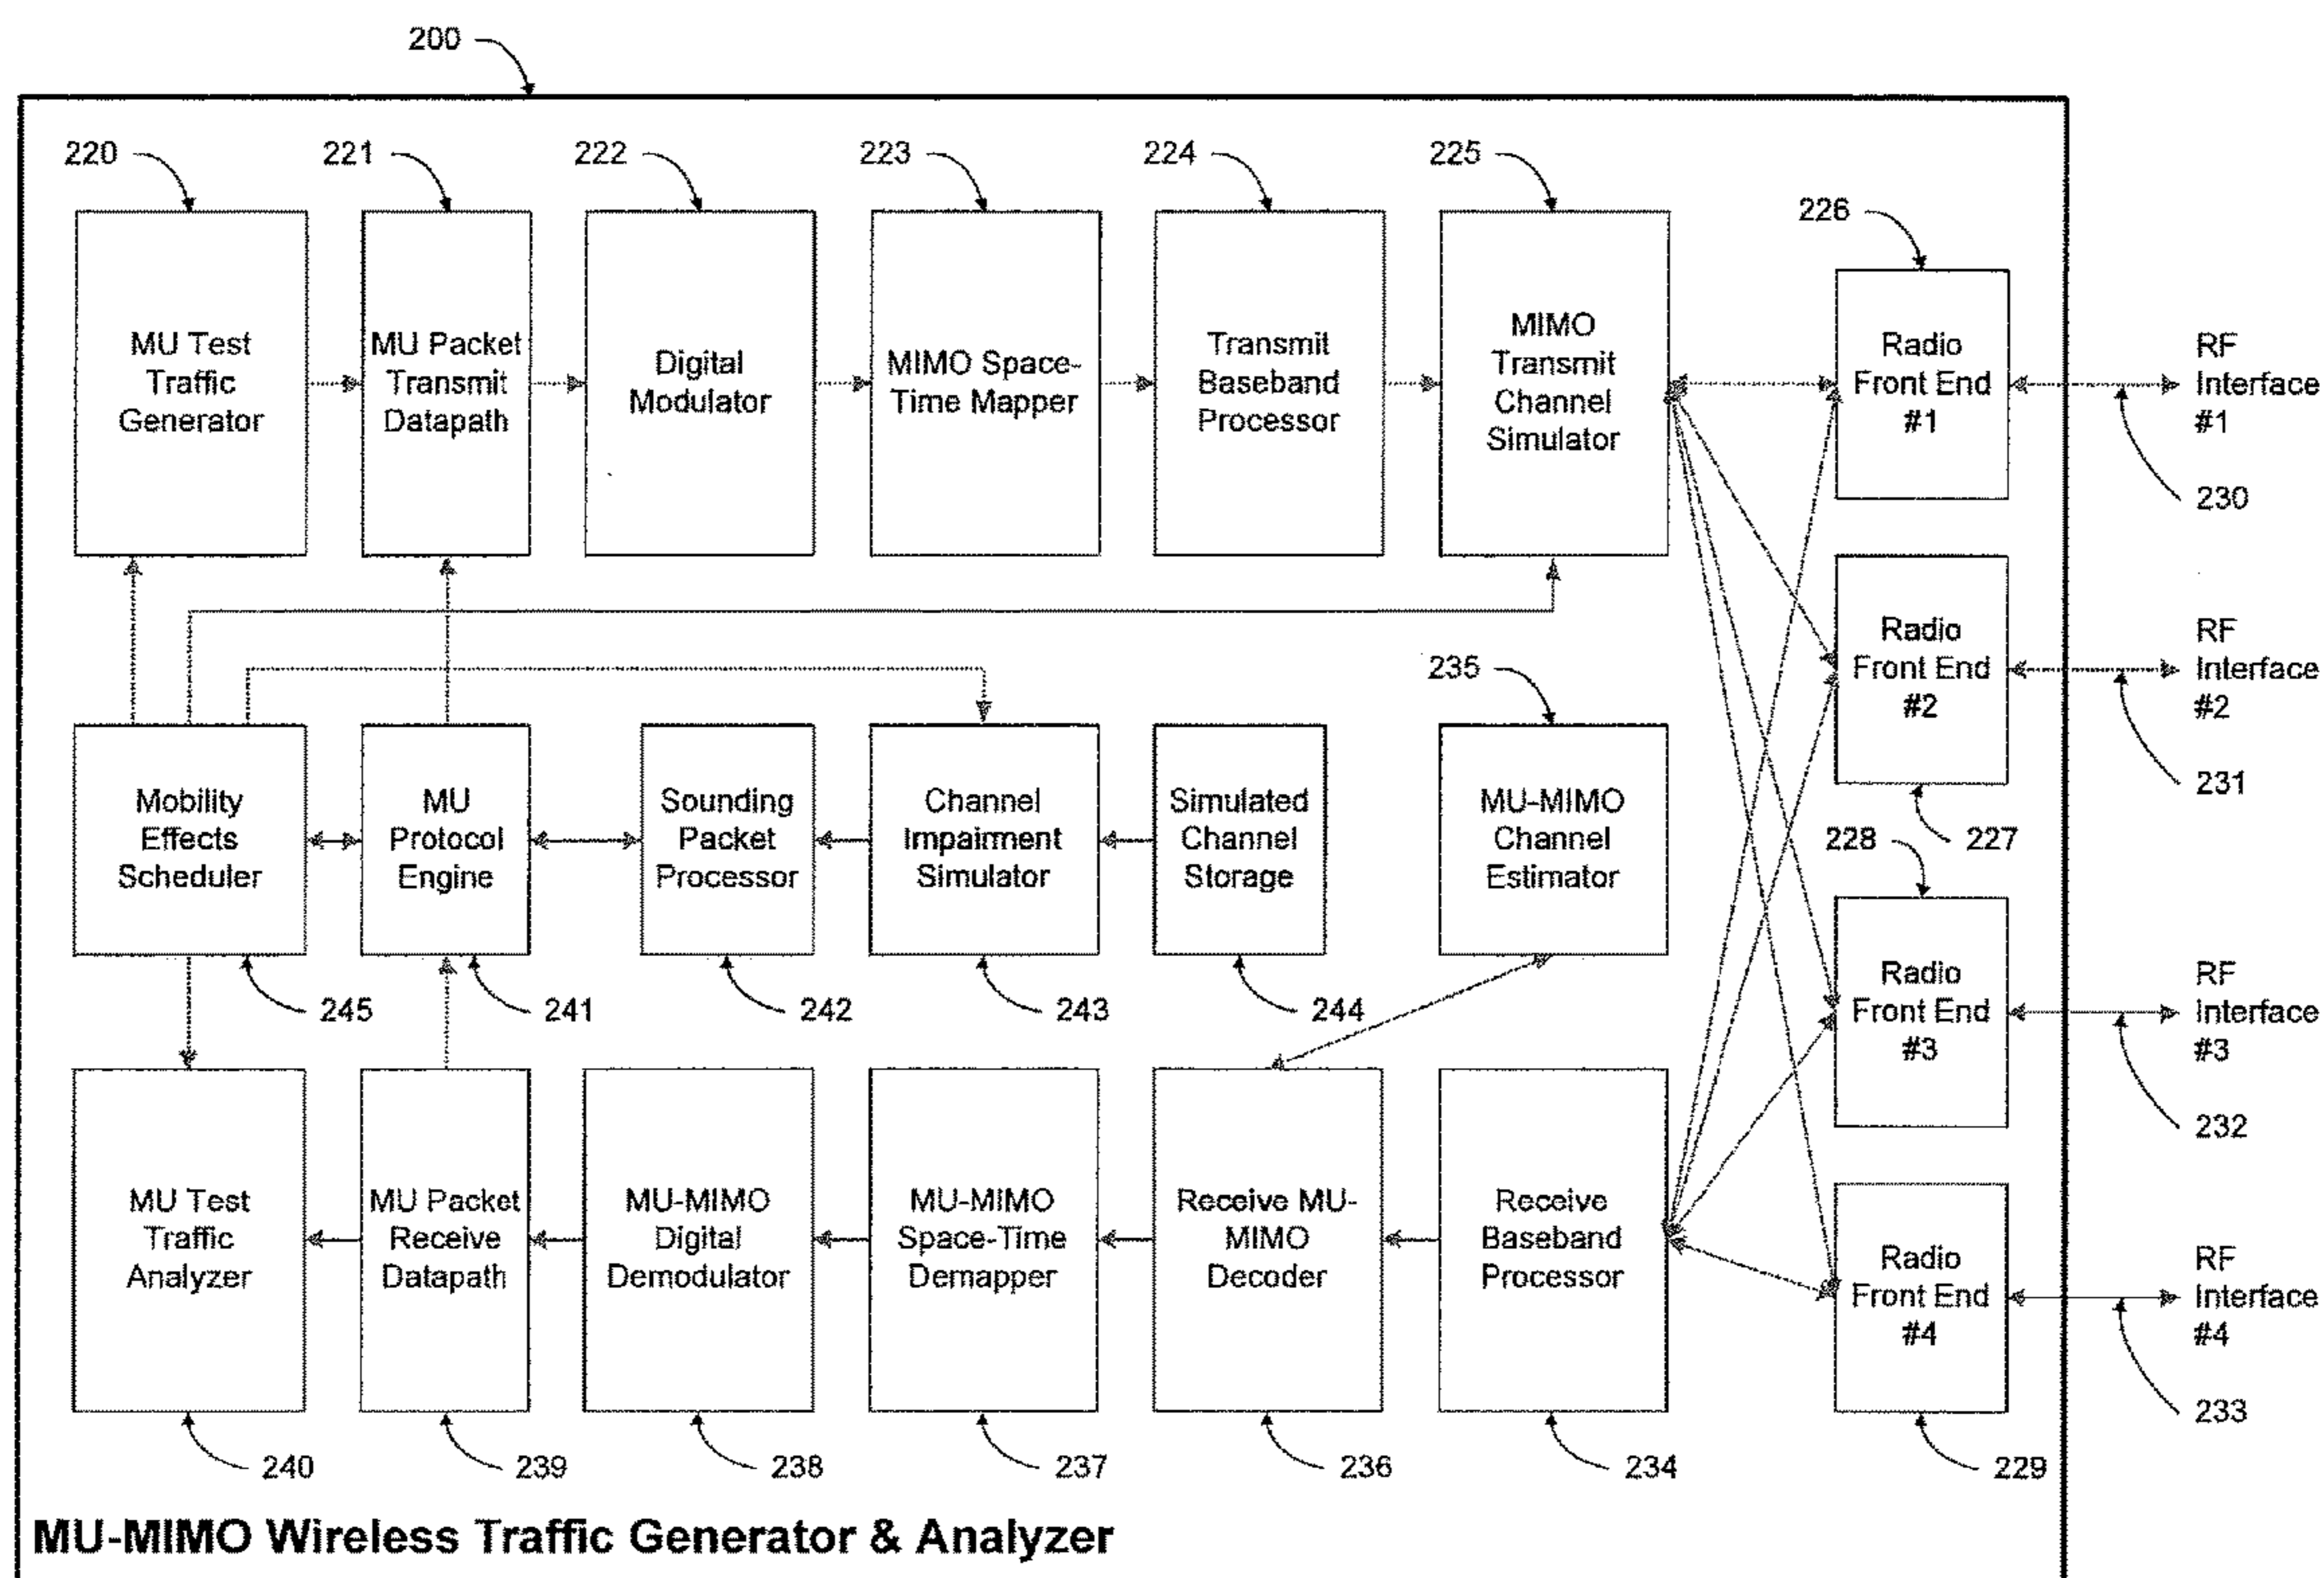 200
220
221
222
223
224
225
226
MU Test
Traffic
Generator
MU Packet
Transmit
Datapath
Digital
Modulator
MIMO Space-
Time Mapper
Transmit
Baseband
Processor
MIMO
Transmit
Channel
Simulator
Radio
Front End
#1
RF
Interface
#1
230
Radio
Front End
#2
RF
Interface
#2
231
227
235
Mobility
Effects
Scheduler
MU
Protocol
Engine
Sounding
Packet
Processor
Channel
Impairment
Simulator
Simulated
Channel
Storage
MU-MIMO
Channel
Estimator
228
245
241
242
243
244
Radio
Front End
#3
RF
Interface
#3
232
MU Test
Traffic
Analyzer
MU Packet
Receive
Datapath
MU-MIMO
Digital
Demodulator
MU-MIMO
Space-Time
Demapper
Receive MU-
MIMO
Decoder
Receive
Baseband
Processor
Radio
Front End
#4
RF
Interface
#4
233
240
239
238
237
236
234
229
MU-MIMO Wireless Traffic Generator & Analyzer